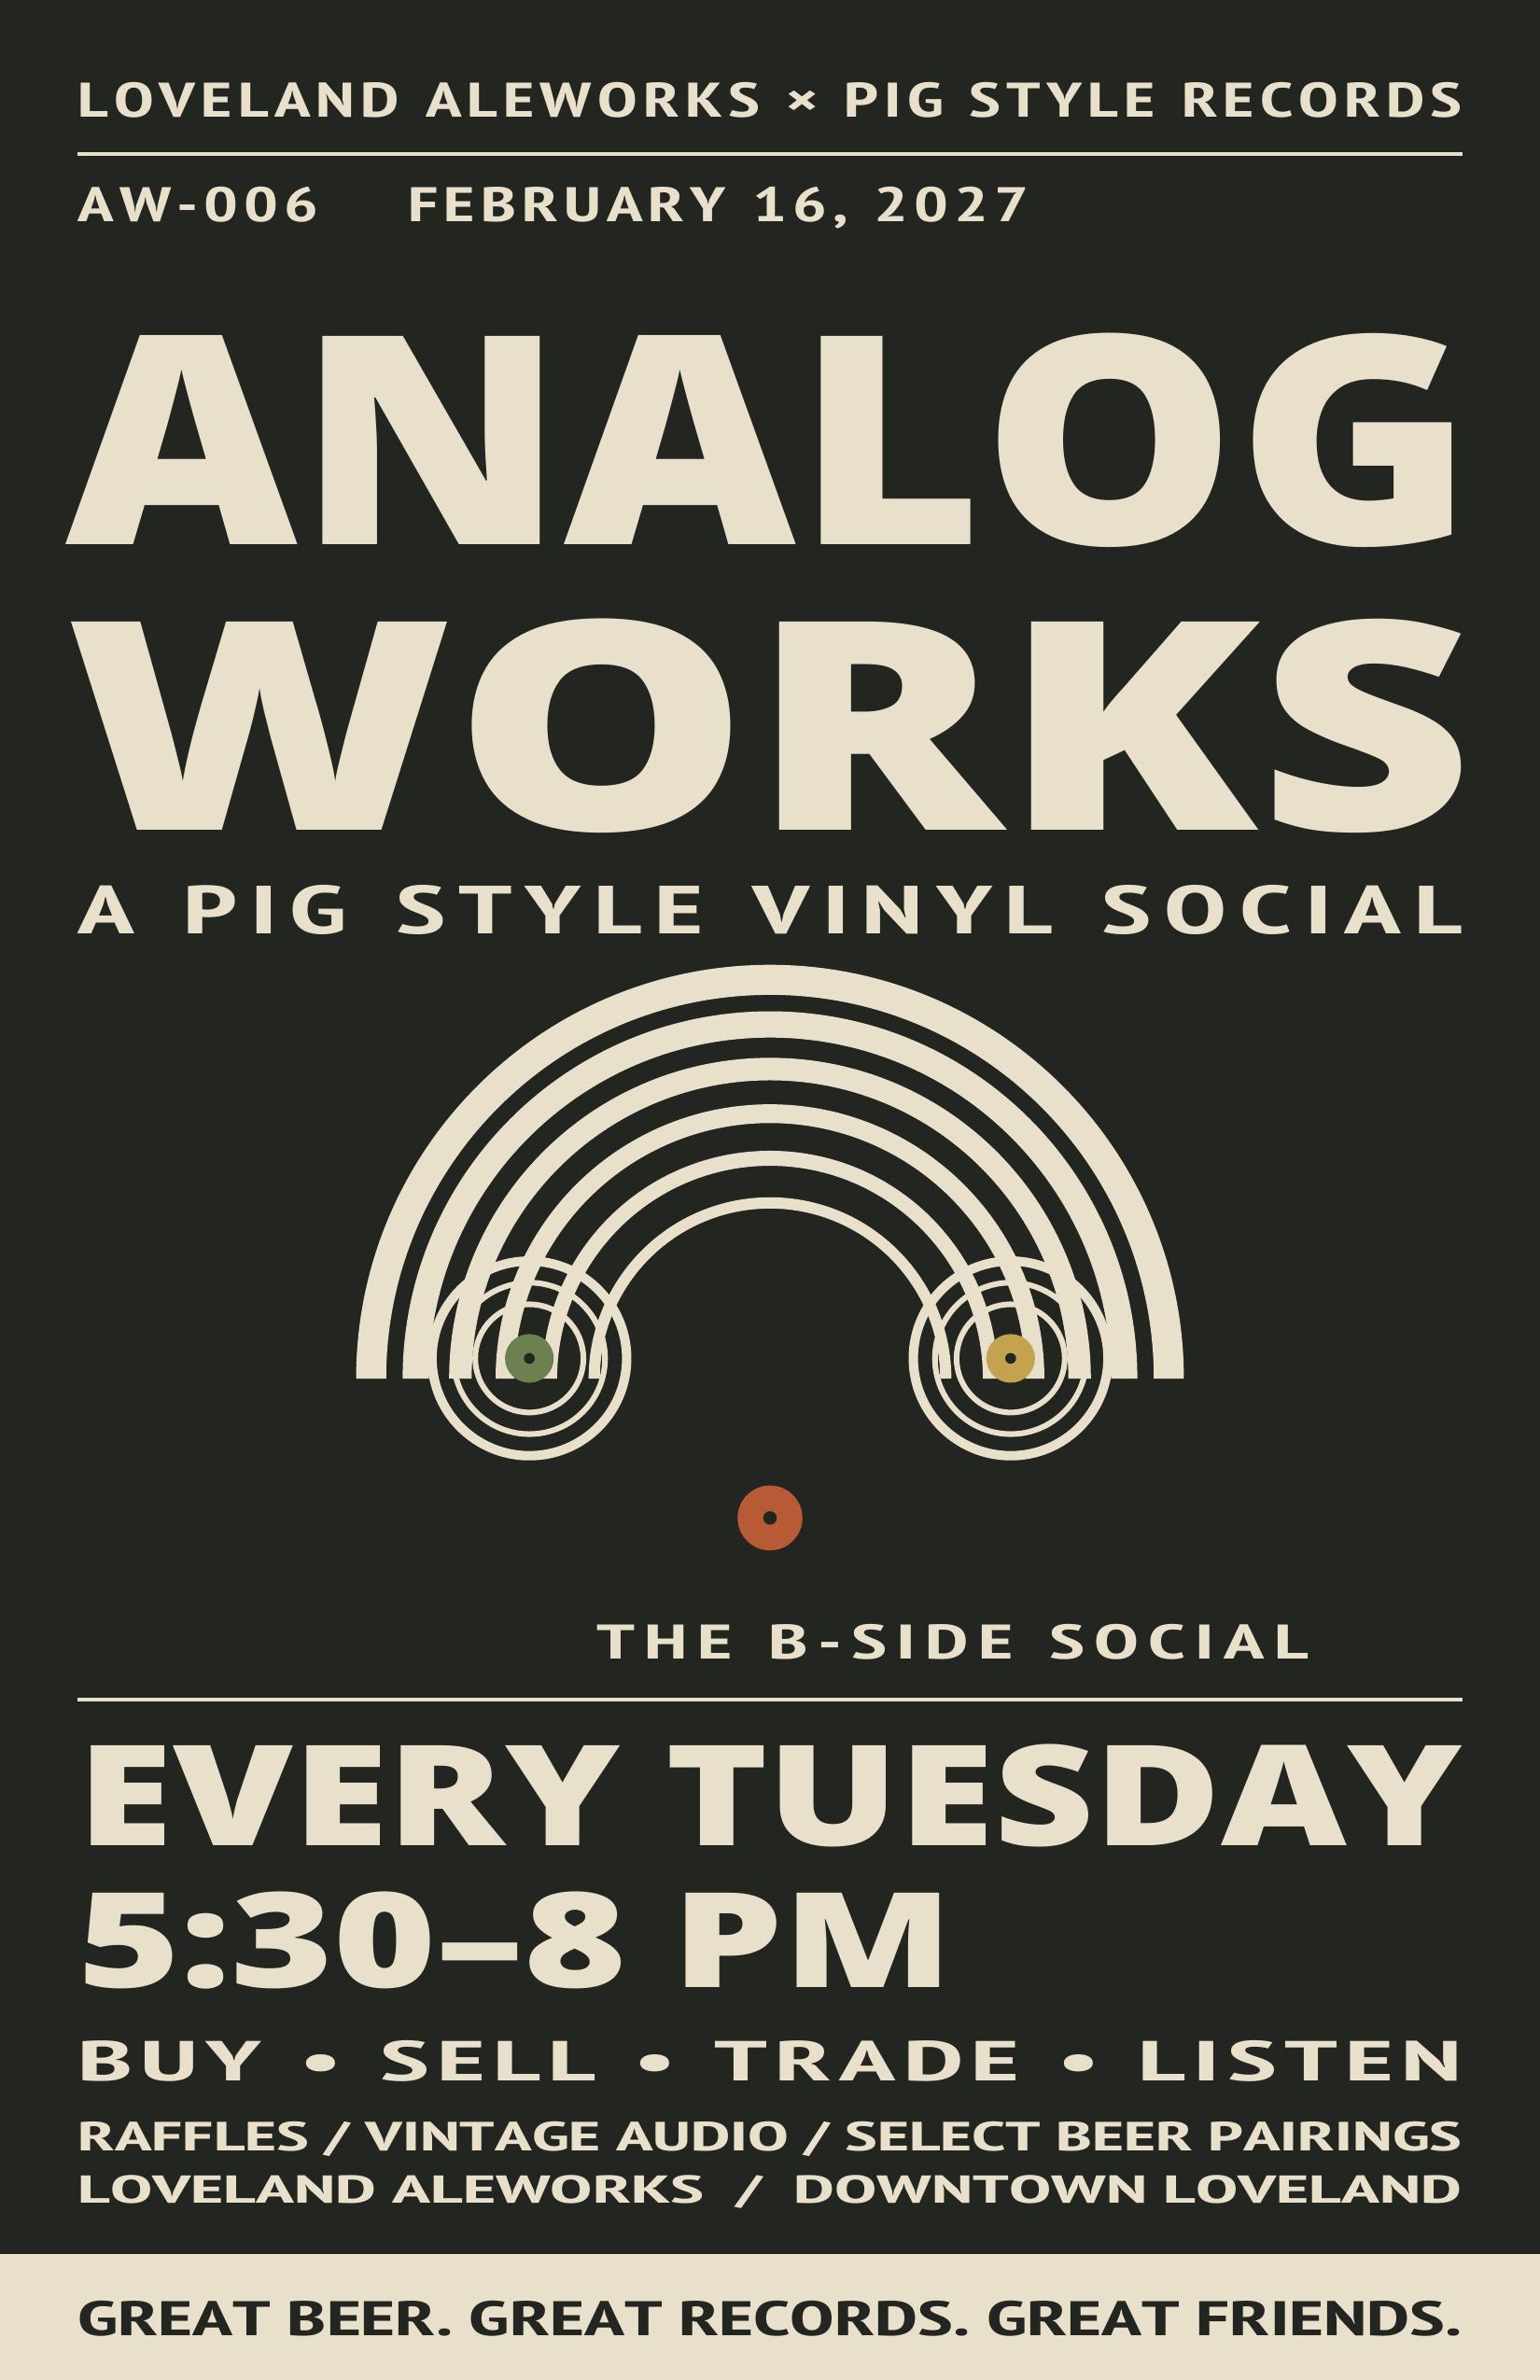 LOVELAND ALEWORKS × PIG STYLE RECORDS
AW-006 FEBRUARY 16, 2027
ANALOG
WORKS
A PIG STYLE VINYL SOCIAL
THE B-SIDE SOCIAL
EVERY TUESDAY
5:30–8 PM
BUY • SELL • TRADE • LISTEN
RAFFLES / VINTAGE AUDIO / SELECT BEER PAIRINGS
LOVELAND ALEWORKS / DOWNTOWN LOVELAND
GREAT BEER. GREAT RECORDS. GREAT FRIENDS.